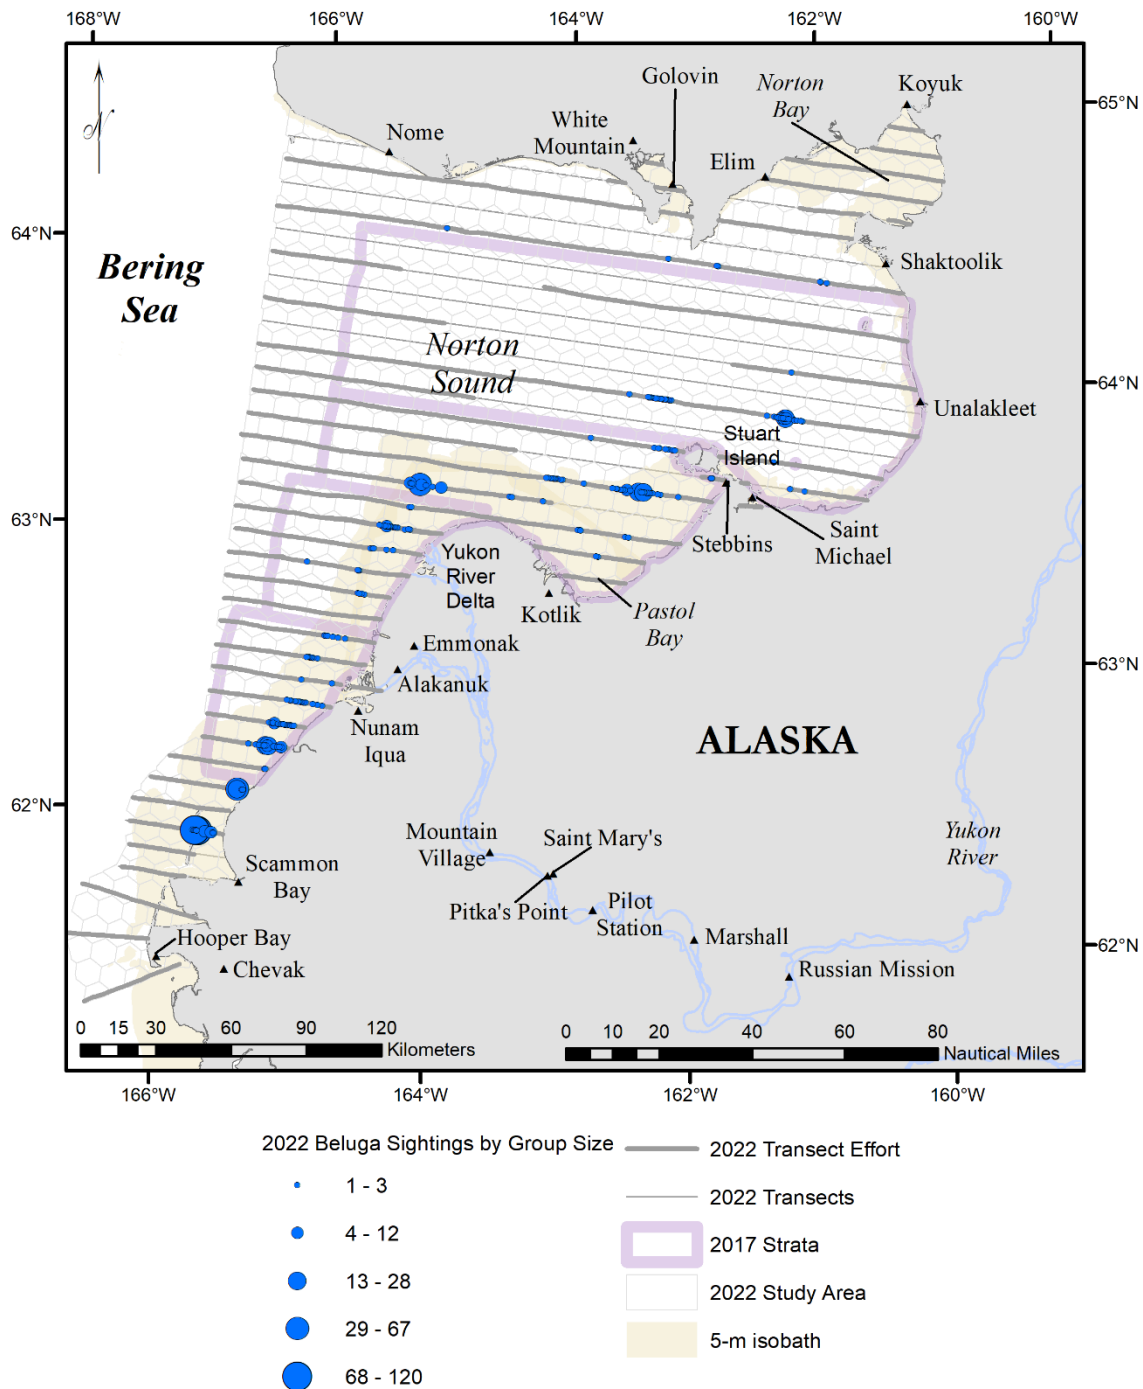 168°W 166°W 164°W 162°W 160°W
N
Golovin
Norton
Bay
Koyuk
65°N
Nome
White
Mountain
Elim
64°N
Shaktoolik
Bering
Sea
Norton
Sound
64°N
Unalakleet
Stuart
Island
63°N
Saint
Michael
Stebbins
Yukon
River
Delta
Kotlik
Pastol
Bay
Emmonak
63°N
Alakanuk
Nunam
Iqua
ALASKA
62°N
Mountain
Village
Saint Mary's
Yukon
River
Scammon
Bay
Pitka's Point
Pilot
Station
Marshall
62°N
Hooper Bay
Chevak
Russian Mission
0 15 30 60 90 120
Kilometers
0 10 20 40 60 80
Nautical Miles
166°W 164°W 162°W 160°W
2022 Beluga Sightings by Group Size
1 - 3
4 - 12
13 - 28
29 - 67
68 - 120
2022 Transect Effort
2022 Transects
2017 Strata
2022 Study Area
5-m isobath